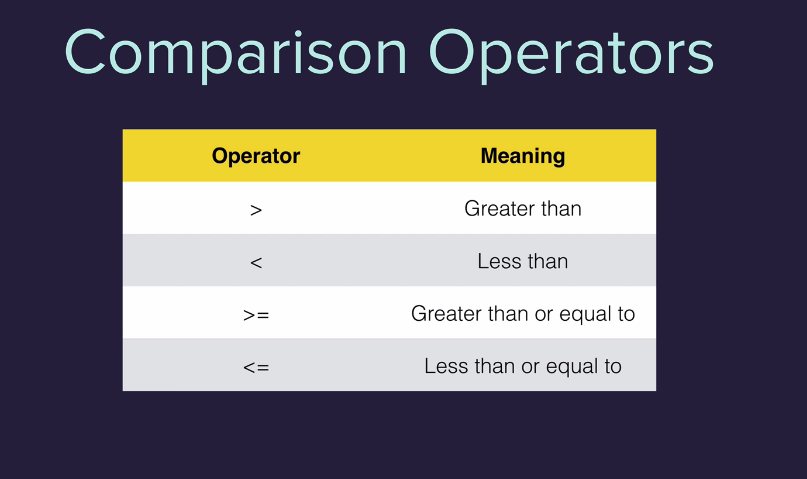 Comparison Operators
Operator Meaning
> Greater than
< Less than
>= Greater than or equal to
<= Less than or equal to